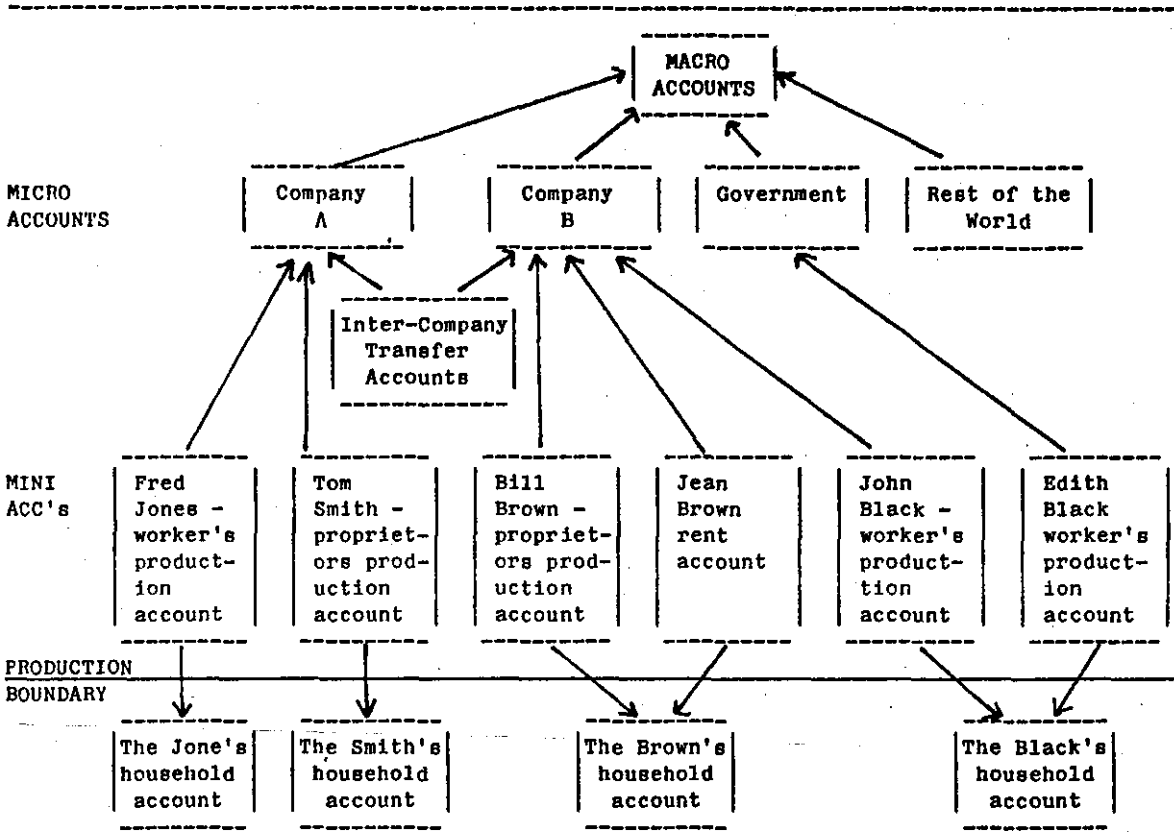 MACRO
ACCOUNTS
MICRO
ACCOUNTS
Company
A
Company
B
Government
Rest of the
World
Inter-Company
Transfer
Accounts
MINI
ACC's
Fred
Jones -
worker's
product-
ion
account
Tom
Smith -
propriet-
ors prod-
uction
account
Bill
Brown -
propriet-
ors prod-
uction
account
Jean
Brown
rent
account
John
Black -
worker's
produc-
tion
account
Edith
Black
worker's
product-
ion
account
PRODUCTION
BOUNDARY
The Jone's
household
account
The Smith's
household
account
The Brown's
household
account
The Black's
household
account